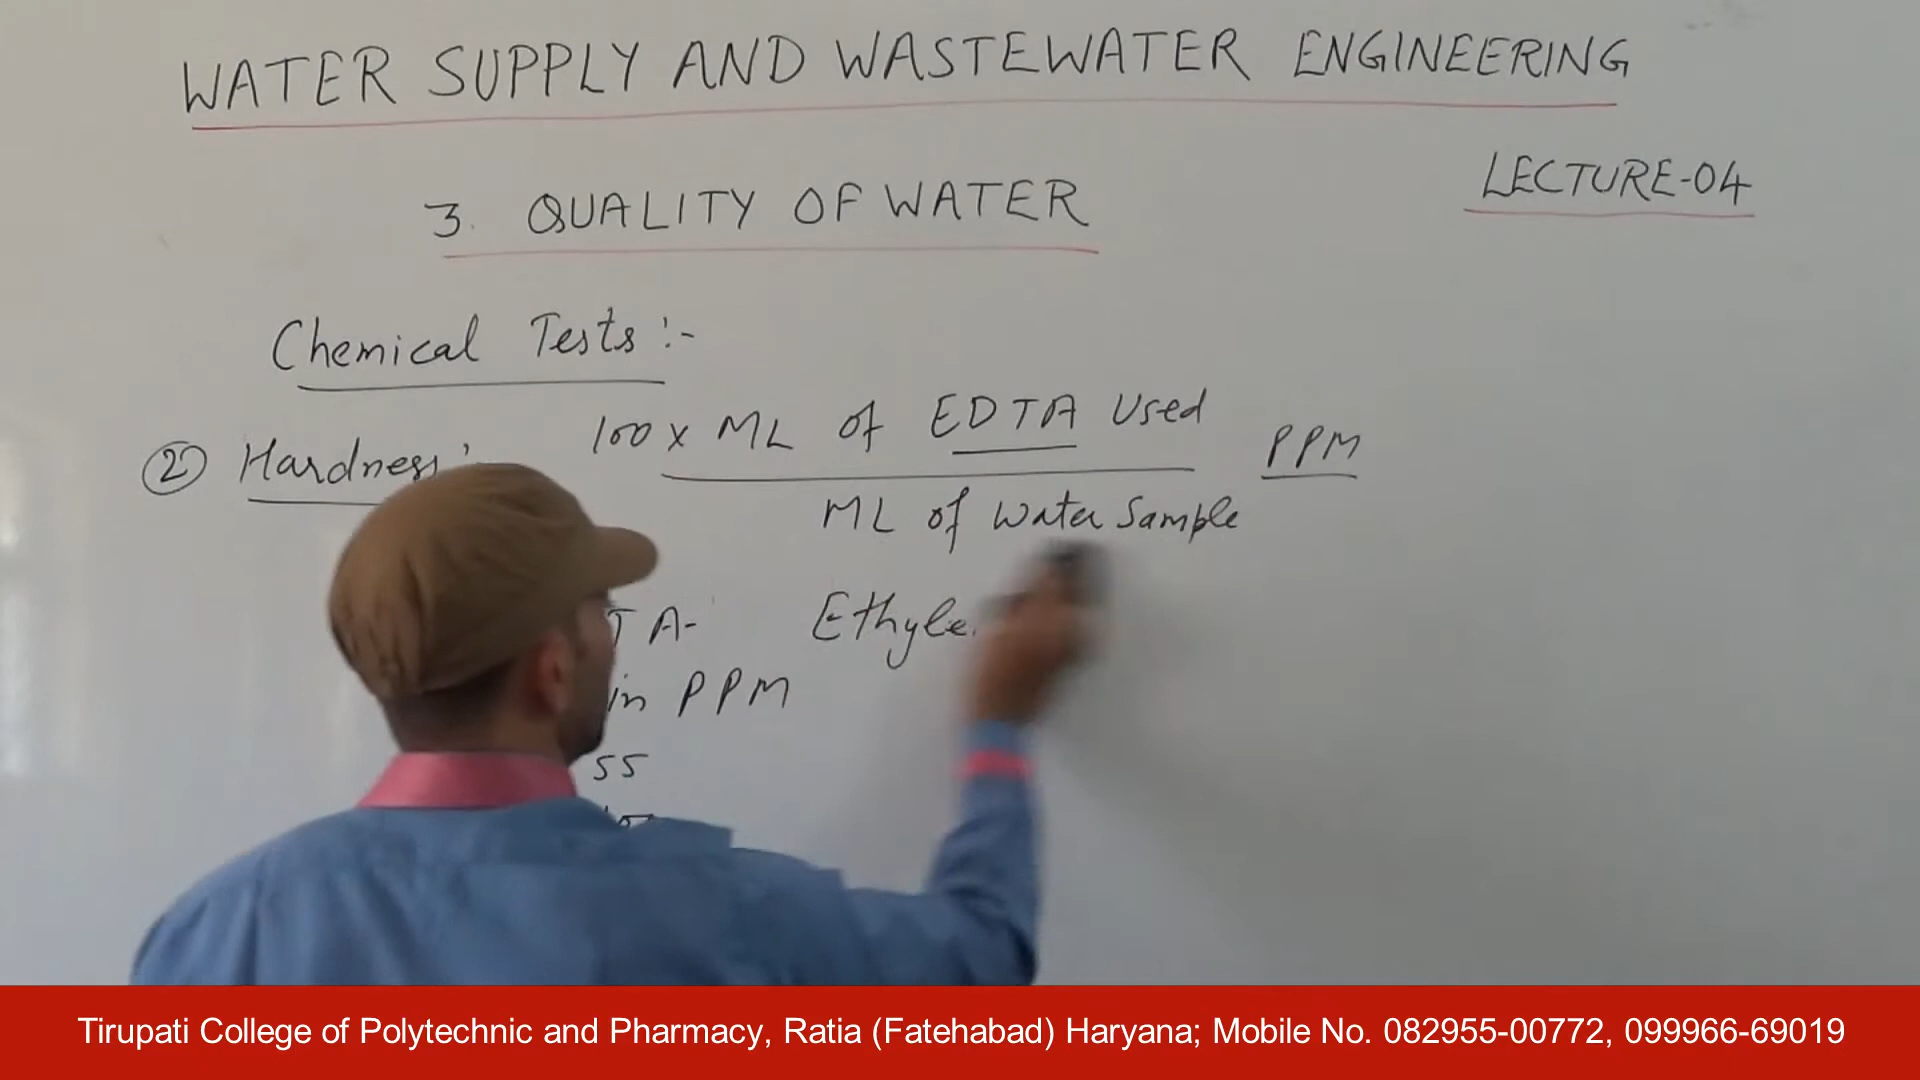 WATER SUPPLY AND WASTEWATER ENGINEERING
LECTURE-04
3. QUALITY OF WATER
Chemical Tests :-
② Hardness:
100 x ML of EDTA Used
PPM
ML of Water Sample
TA-
Ethyle
in PPM
55
Tirupati College of Polytechnic and Pharmacy, Ratia (Fatehabad) Haryana; Mobile No. 082955-00772, 099966-69019